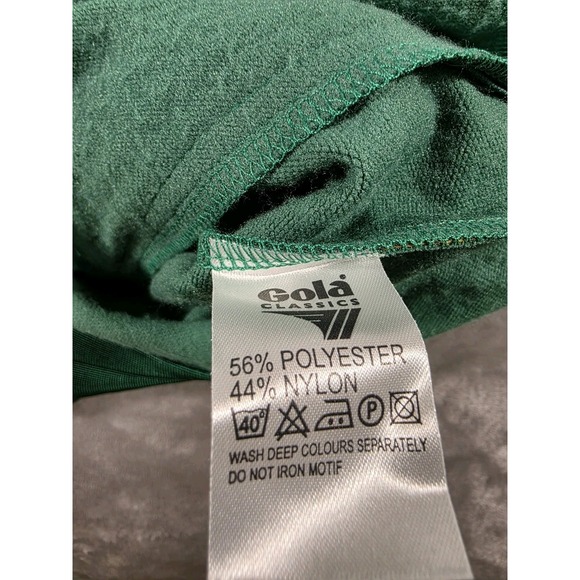 Gola
CLASSICS
56% POLYESTER
44% NYLON
40° P
WASH DEEP COLOURS SEPARATELY
DO NOT IRON MOTIF